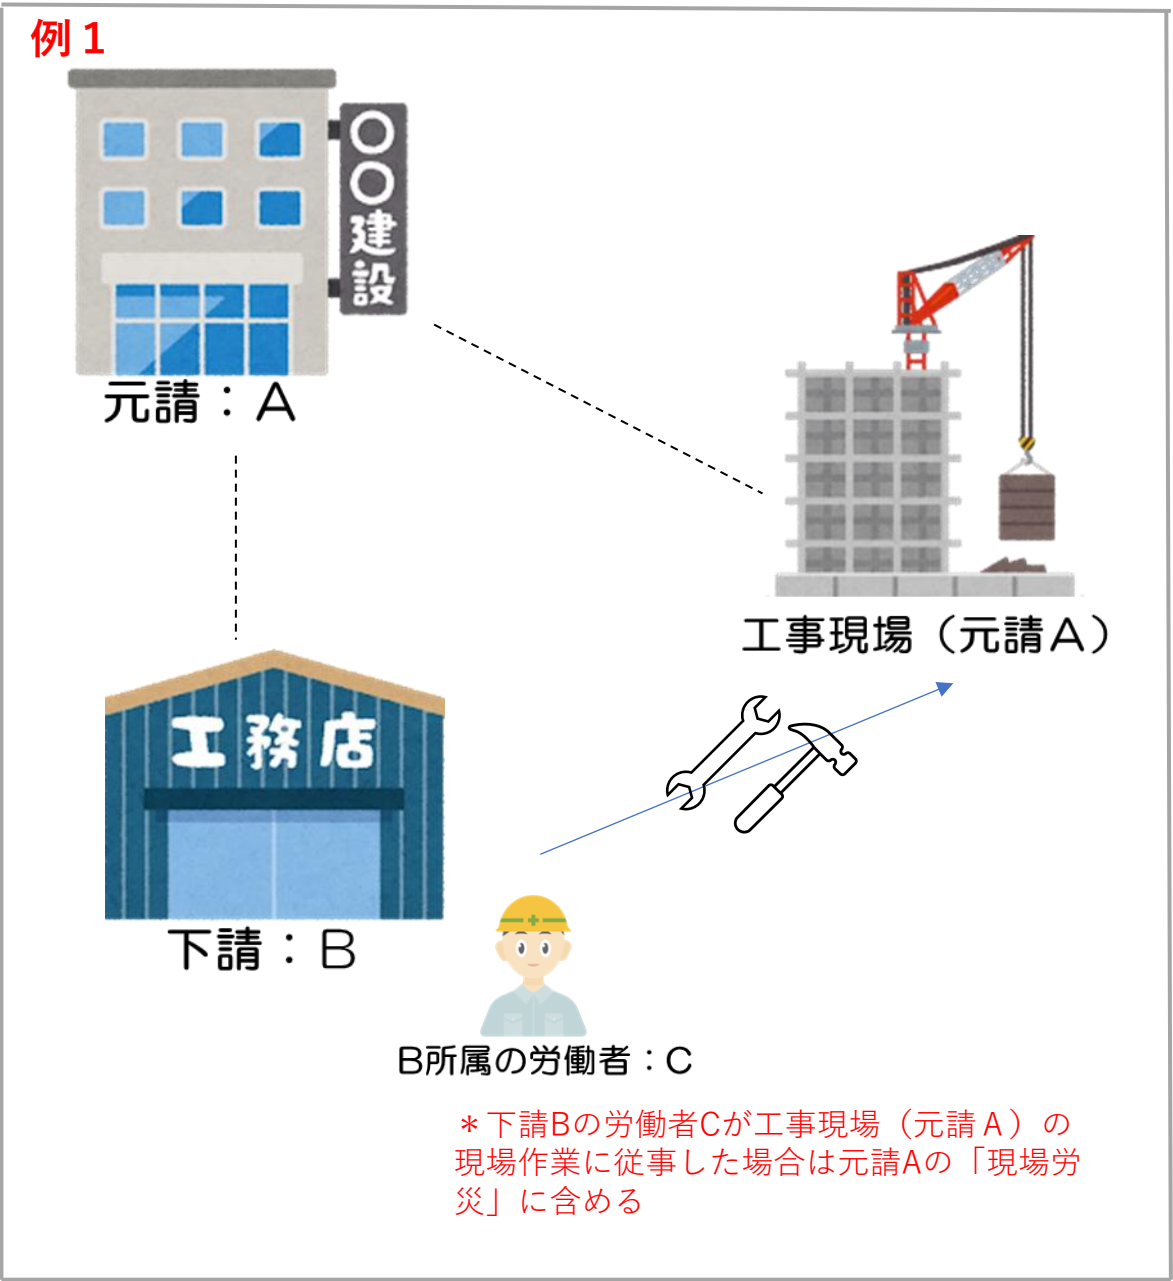 例１
〇〇建設
元請：Ａ
工事現場（元請Ａ）
工務店
下請：Ｂ
B所属の労働者：C
＊下請Bの労働者Cが工事現場（元請Ａ）の
現場作業に従事した場合は元請Aの「現場労
災」に含める